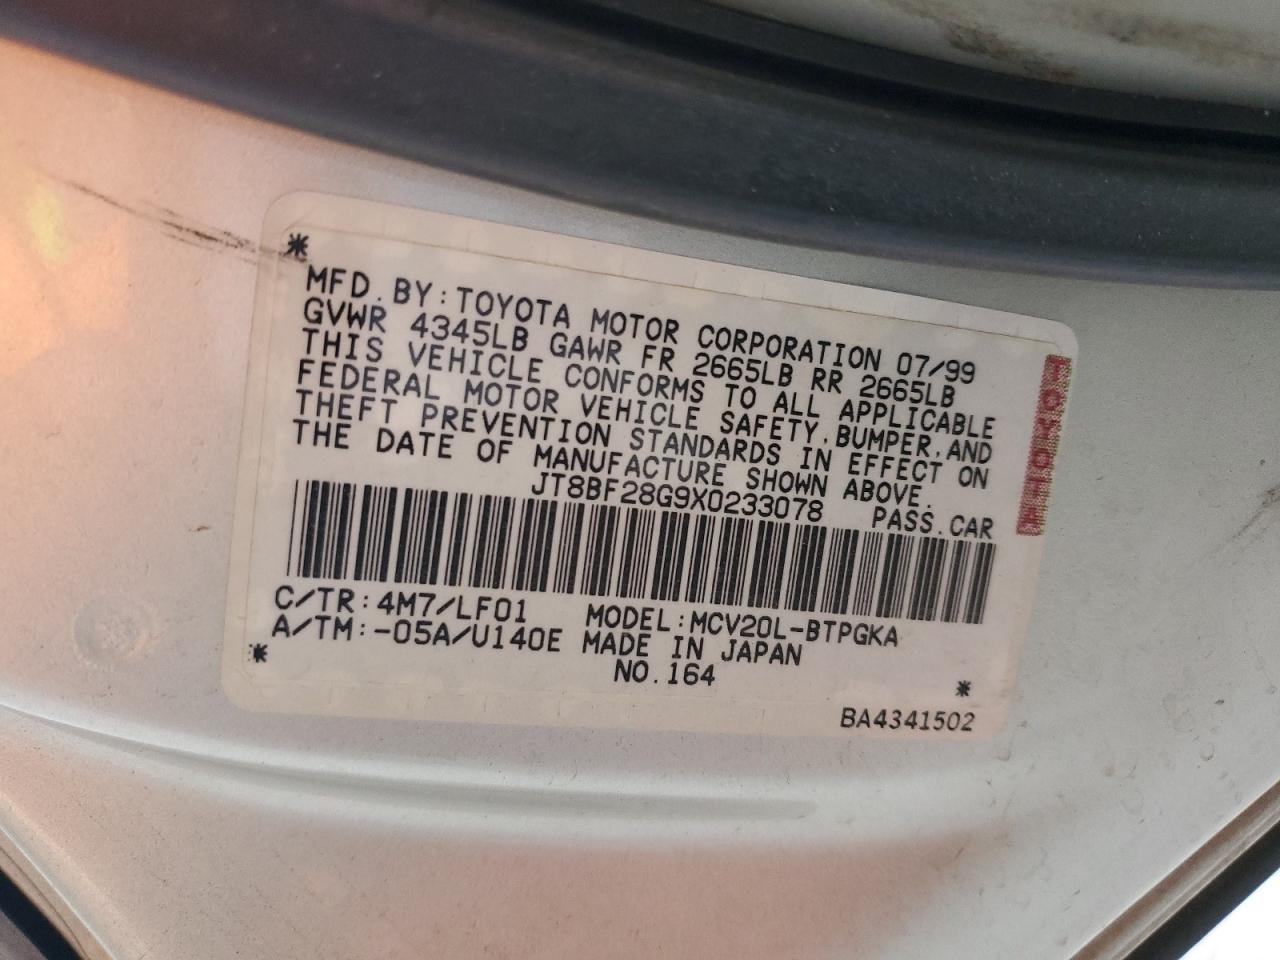 MFD.BY:TOYOTA MOTOR CORPORATION 07/99
GVWR 4345LB GAWR FR 2665LB RR 2665LB
THIS VEHICLE CONFORMS TO ALL APPLICABLE
FEDERAL MOTOR VEHICLE SAFETY,BUMPER,AND
THEFT PREVENTION STANDARDS IN EFFECT ON
THE DATE OF MANUFACTURE SHOWN ABOVE.
JT8BF28G9X0233078 PASS.CAR
C/TR:4M7/LF01 MODEL:MCV20L-BTPGKA
A/TM:-05A/U140E MADE IN JAPAN
NO.164
BA4341502
TOYOTA